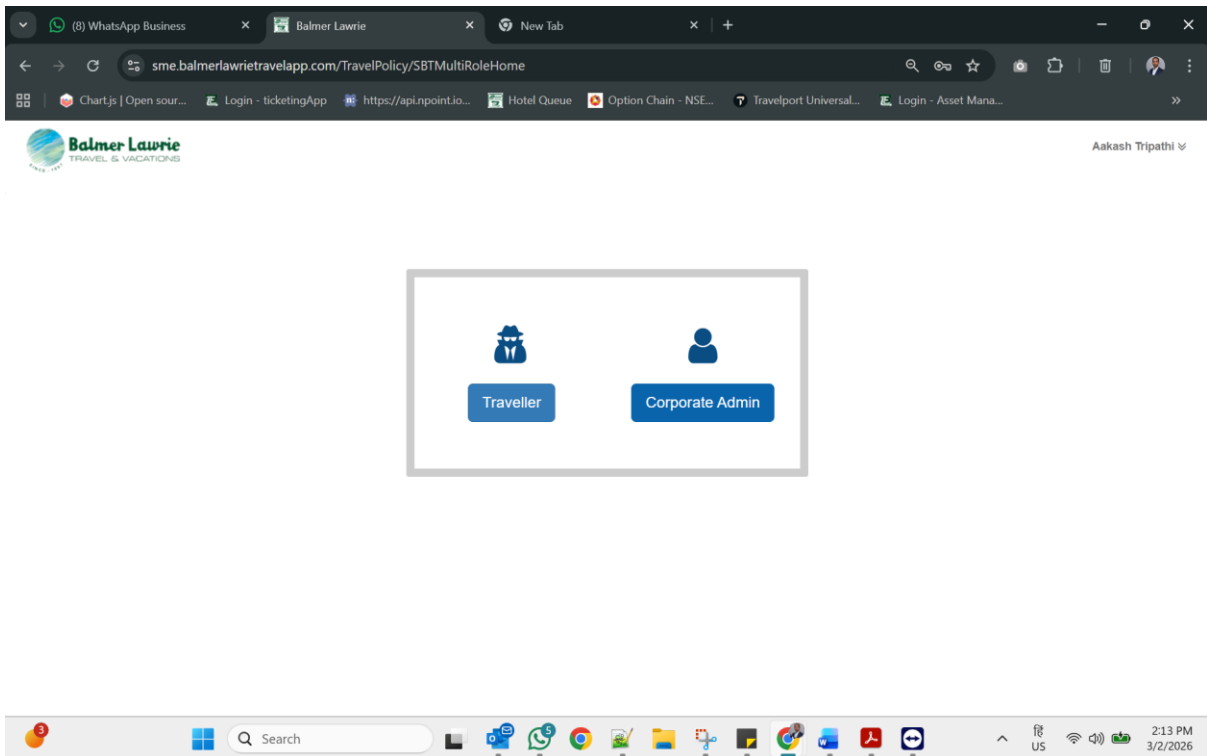 (8) WhatsApp Business
Balmer Lawrie
New Tab
sme.balmerlawrietravelapp.com/TravelPolicy/SBTMultiRoleHome
Chart.js | Open sour...
Login - ticketingApp
https://api.npoint.io...
Hotel Queue
Option Chain - NSE...
Travelport Universal...
Login - Asset Mana...
Balmer Lawrie
TRAVEL & VACATIONS
Aakash Tripathi
Traveller
Corporate Admin
3
Search
5
हि
US
2:13 PM
3/2/2026